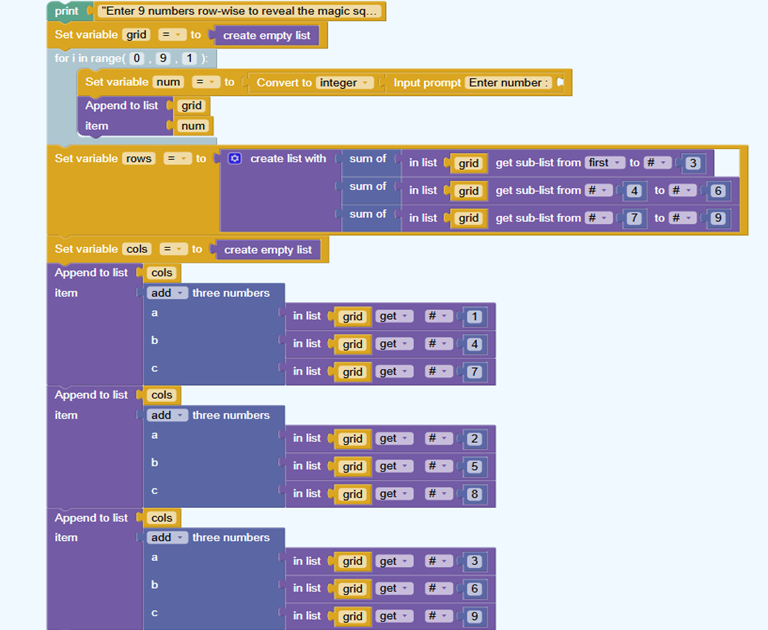 print "Enter 9 numbers row-wise to reveal the magic sq...
Set variable grid = to create empty list
for i in range( 0 , 9 , 1 ):
Set variable num = to Convert to integer Input prompt Enter number :
Append to list grid
item num
Set variable rows = to create list with sum of in list grid get sub-list from first to # 3
sum of in list grid get sub-list from # 4 to # 6
sum of in list grid get sub-list from # 7 to # 9
Set variable cols = to create empty list
Append to list cols
item add three numbers
a in list grid get # 1
b in list grid get # 4
c in list grid get # 7
Append to list cols
item add three numbers
a in list grid get # 2
b in list grid get # 5
c in list grid get # 8
Append to list cols
item add three numbers
a in list grid get # 3
b in list grid get # 6
c in list grid get # 9